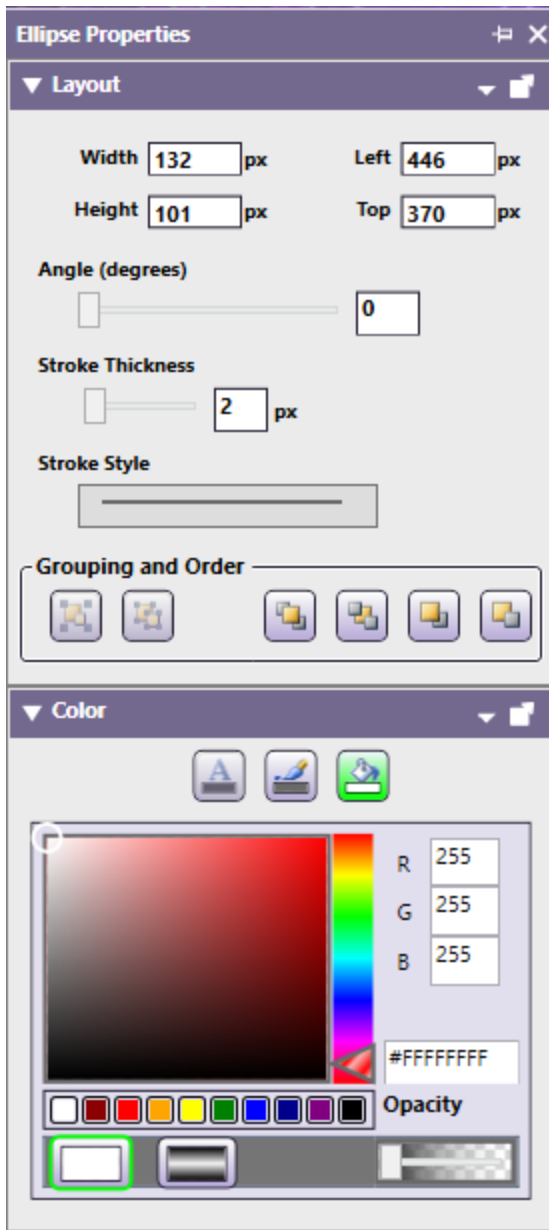 Ellipse Properties
Layout
Width 132 px Left 446 px
Height 101 px Top 370 px
Angle (degrees)
0
Stroke Thickness
2 px
Stroke Style
Grouping and Order
Color
A
R 255
G 255
B 255
#FFFFFFFF
Opacity